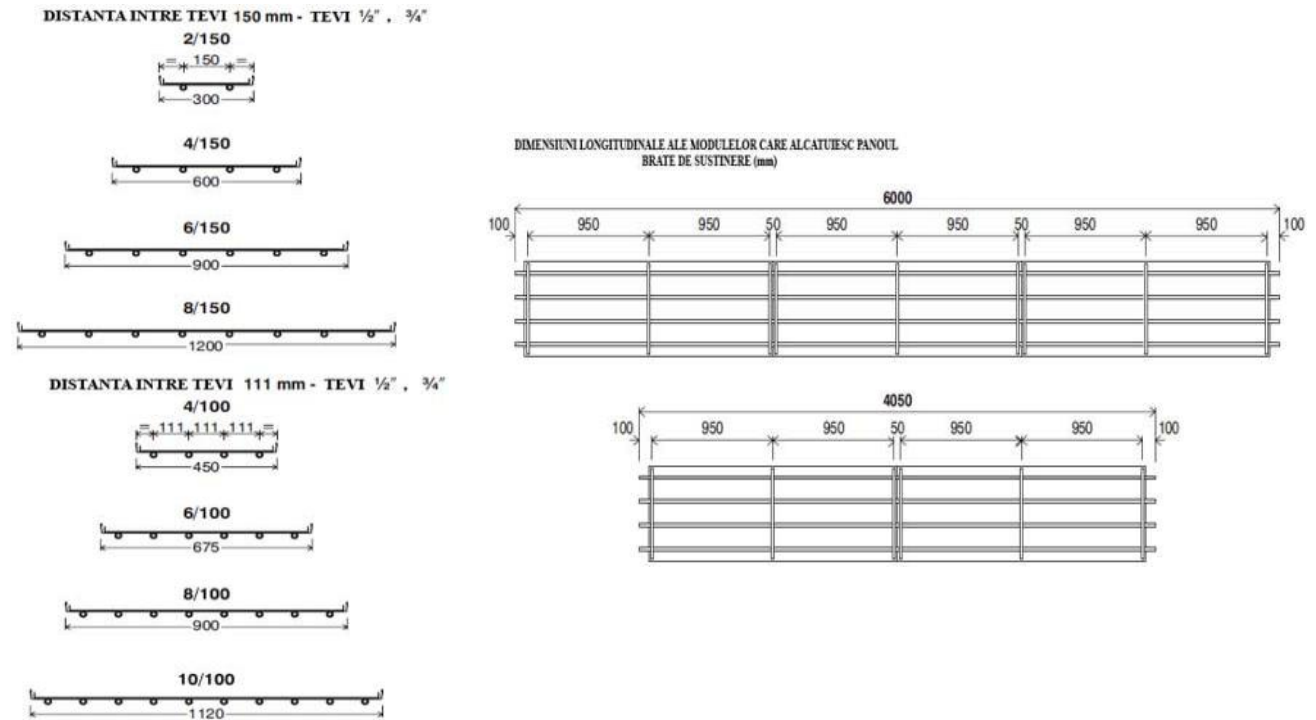 DISTANTA INTRE TEVI 150 mm - TEVI ½" , ¾"
2/150
= 150 =
300
4/150
600
6/150
900
8/150
1200
DISTANTA INTRE TEVI 111 mm - TEVI ½" , ¾"
4/100
= 111 111 111 =
450
6/100
675
8/100
900
10/100
1120
DIMENSIUNI LONGITUDINALE ALE MODULELOR CARE ALCATUIESC PANOUL
BRATE DE SUSTINERE (mm)
6000
100 950 950 50 950 950 50 950 950 100
4050
100 950 950 50 950 950 100